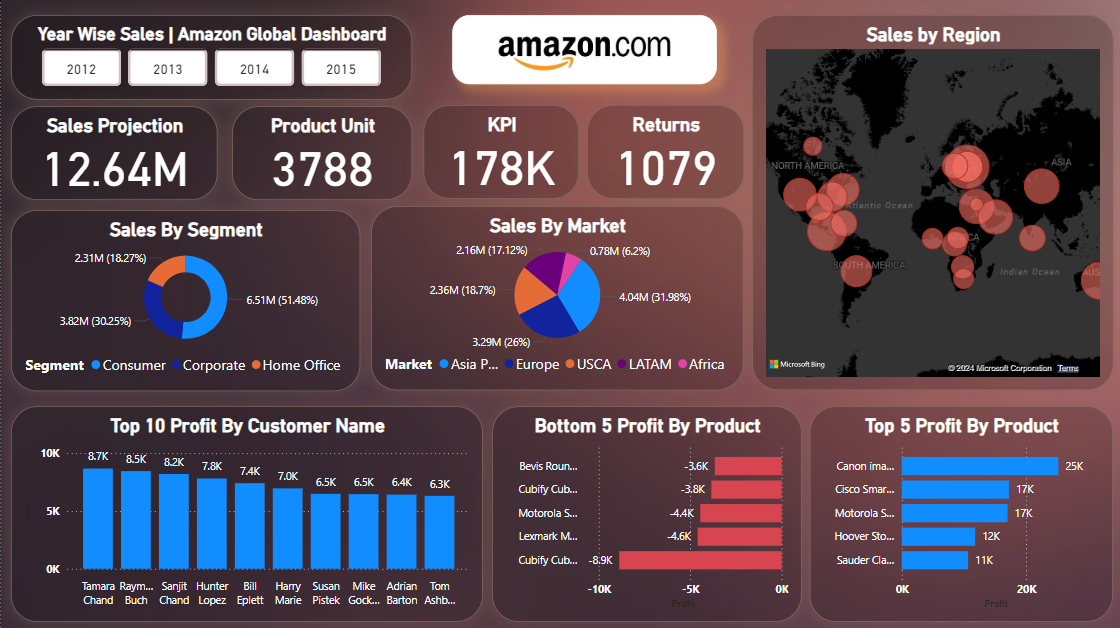 Year Wise Sales | Amazon Global Dashboard
2012 2013 2014 2015
amazon.com
Sales Projection
12.64M
Product Unit
3788
KPI
178K
Returns
1079
Sales by Region
NORTH AMERICA
ASIA
Atlantic Ocean
AFRICA
SOUTH AMERICA
Indian Ocean
AUS
Microsoft Bing
© 2024 Microsoft Corporation Terms
Sales By Segment
2.31M (18.27%)
6.51M (51.48%)
3.82M (30.25%)
Segment Consumer Corporate Home Office
Sales By Market
2.16M (17.12%) 0.78M (6.2%)
2.36M (18.7%)
4.04M (31.98%)
3.29M (26%)
Market Asia P... Europe USCA LATAM Africa
Top 10 Profit By Customer Name
10K
5K
0K
8.7K 8.5K 8.2K 7.8K 7.4K 7.0K 6.5K 6.5K 6.4K 6.3K
Tamara Raym... Sanjit Hunter Bill Harry Susan Mike Adrian Tom
Chand Buch Chand Lopez Eplett Marie Pistek Gock... Barton Ashb...
Bottom 5 Profit By Product
Bevis Roun... -3.6K
Cubify Cub... -3.8K
Motorola S... -4.4K
Lexmark M... -4.6K
Cubify Cub... -8.9K
-10K -5K 0K
Profit
Top 5 Profit By Product
Canon ima... 25K
Cisco Smar... 17K
Motorola S... 17K
Hoover Sto... 12K
Sauder Cla... 11K
0K 20K
Profit